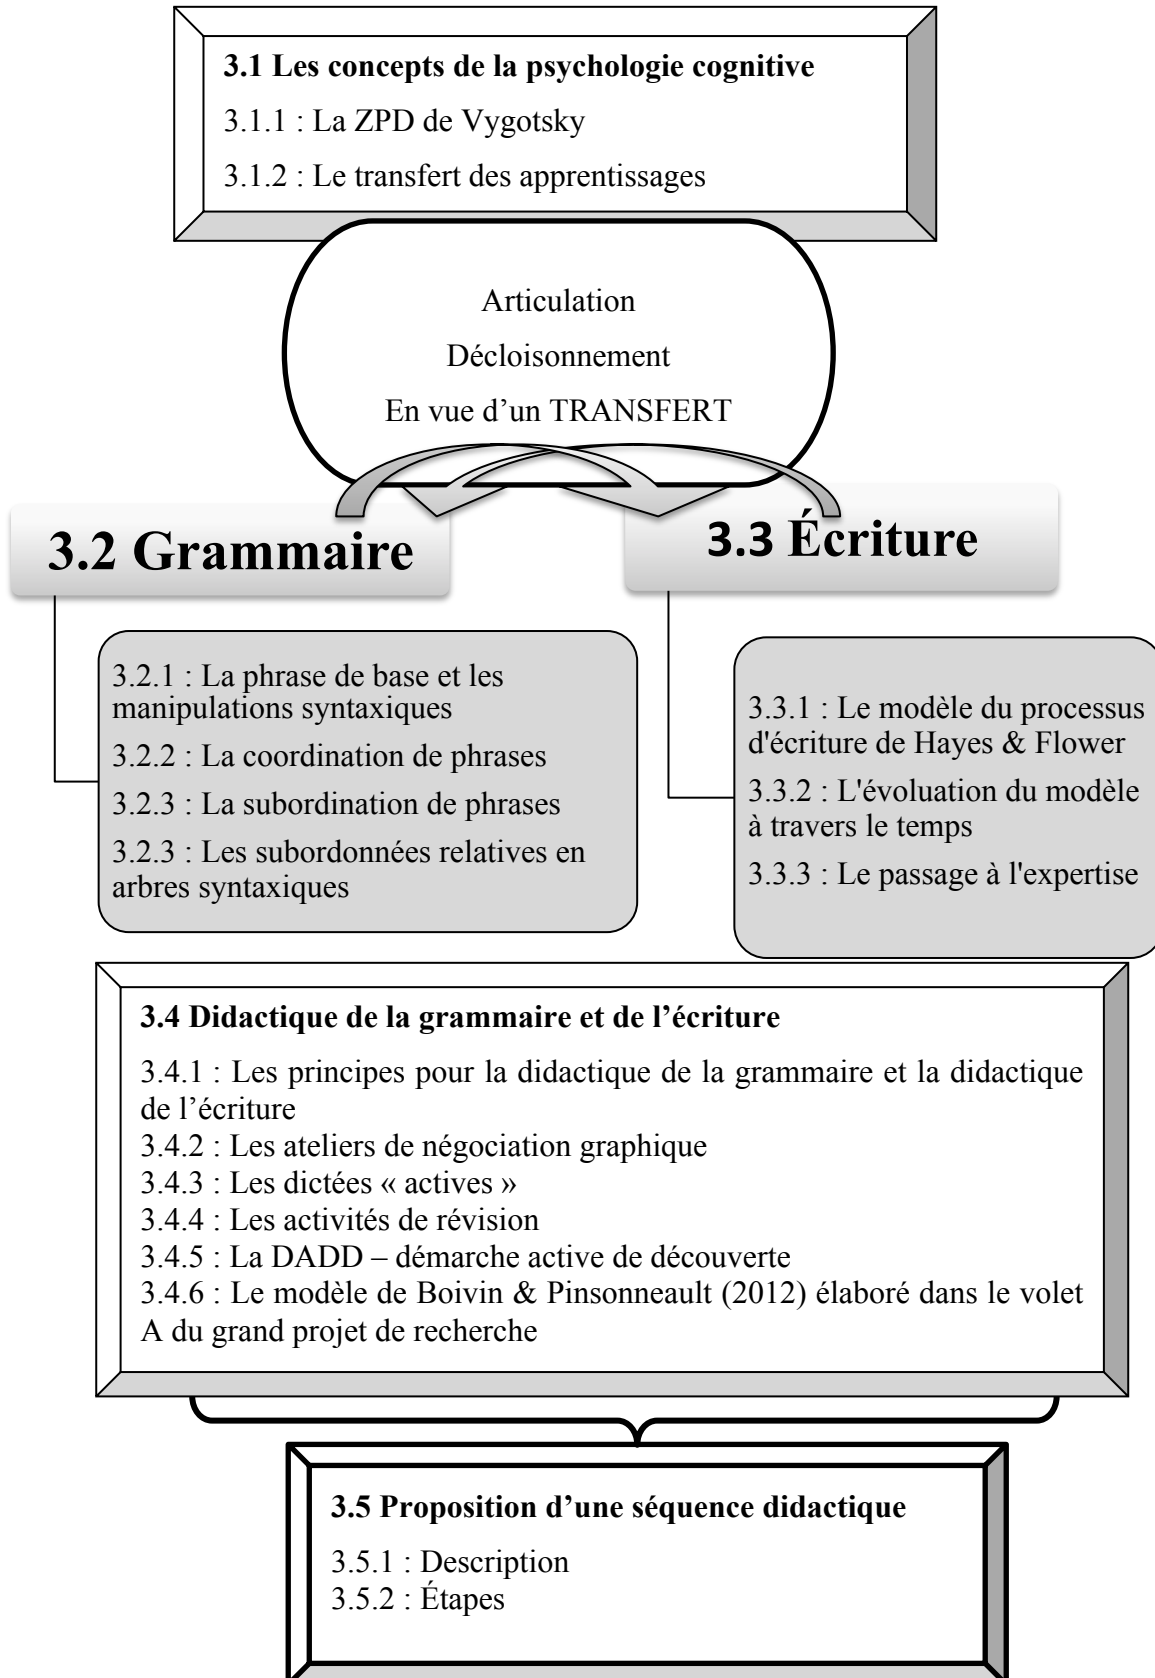 3.1 Les concepts de la psychologie cognitive
3.1.1 : La ZPD de Vygotsky
3.1.2 : Le transfert des apprentissages
Articulation
Décloisonnement
En vue d’un TRANSFERT
3.2 Grammaire
3.3 Écriture
3.2.1 : La phrase de base et les
manipulations syntaxiques
3.2.2 : La coordination de phrases
3.2.3 : La subordination de phrases
3.2.3 : Les subordonnées relatives en
arbres syntaxiques
3.3.1 : Le modèle du processus
d'écriture de Hayes & Flower
3.3.2 : L'évoluation du modèle
à travers le temps
3.3.3 : Le passage à l'expertise
3.4 Didactique de la grammaire et de l’écriture
3.4.1 : Les principes pour la didactique de la grammaire et la didactique
de l’écriture
3.4.2 : Les ateliers de négociation graphique
3.4.3 : Les dictées « actives »
3.4.4 : Les activités de révision
3.4.5 : La DADD – démarche active de découverte
3.4.6 : Le modèle de Boivin & Pinsonneault (2012) élaboré dans le volet
A du grand projet de recherche
3.5 Proposition d’une séquence didactique
3.5.1 : Description
3.5.2 : Étapes